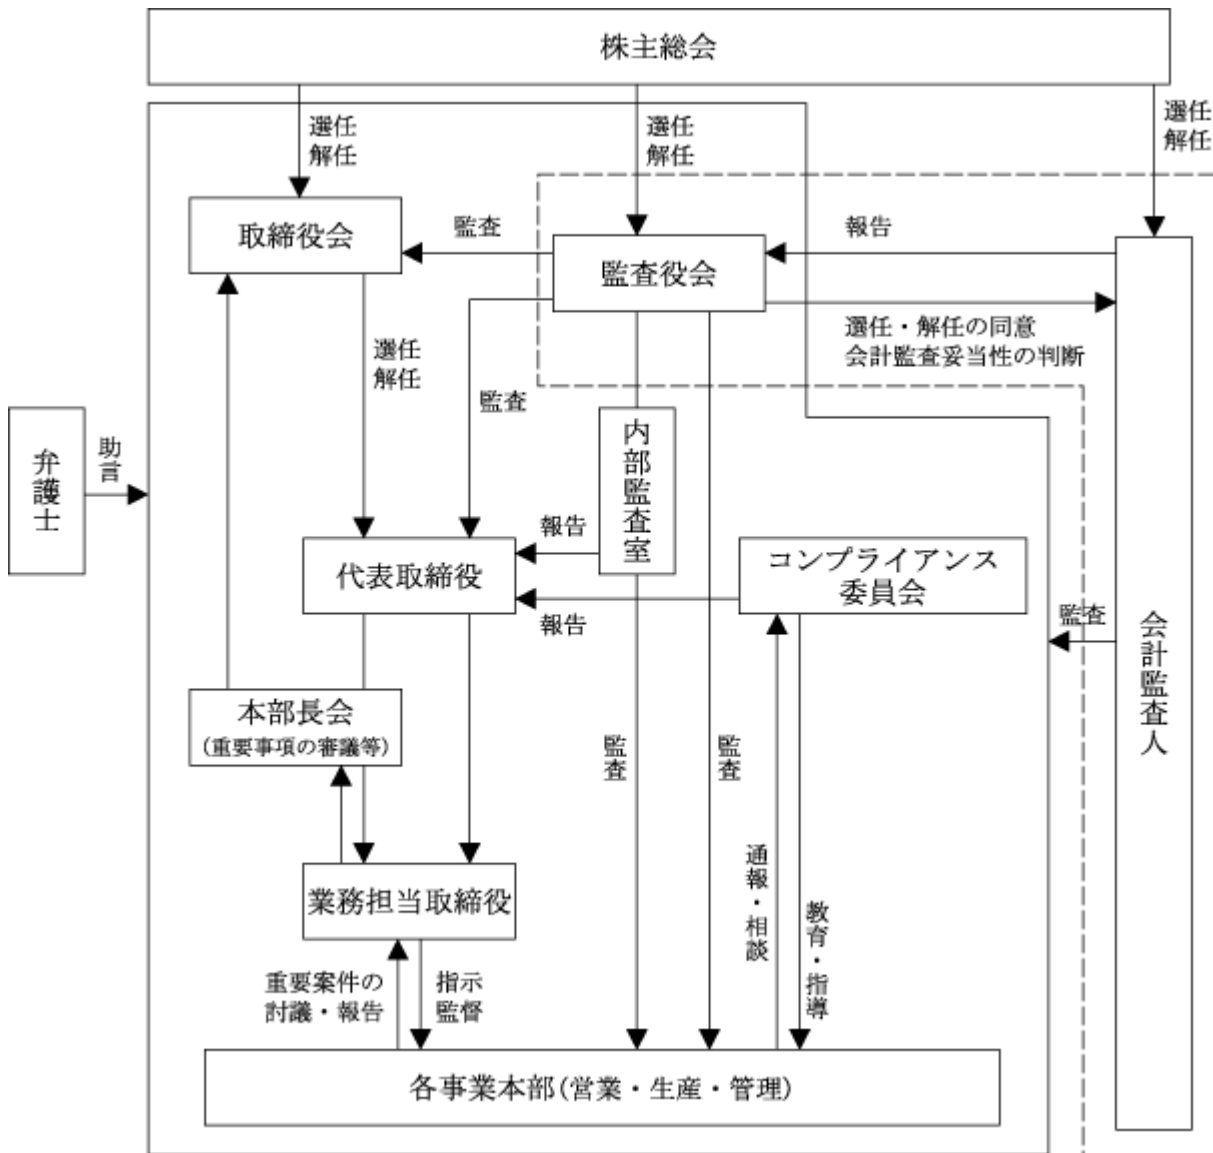 株主総会
選任
解任
選任
解任
選任
解任
取締役会
監査
監査役会
報告
選任・解任の同意
会計監査妥当性の判断
選任
解任
監査
弁護士
助言
内部監査室
報告
代表取締役
報告
コンプライアンス
委員会
監査
会計監査人
本部長会
(重要事項の審議等)
監査
監査
通報・相談
教育・指導
業務担当取締役
重要案件の
討議・報告
指示
監督
各事業本部(営業・生産・管理)